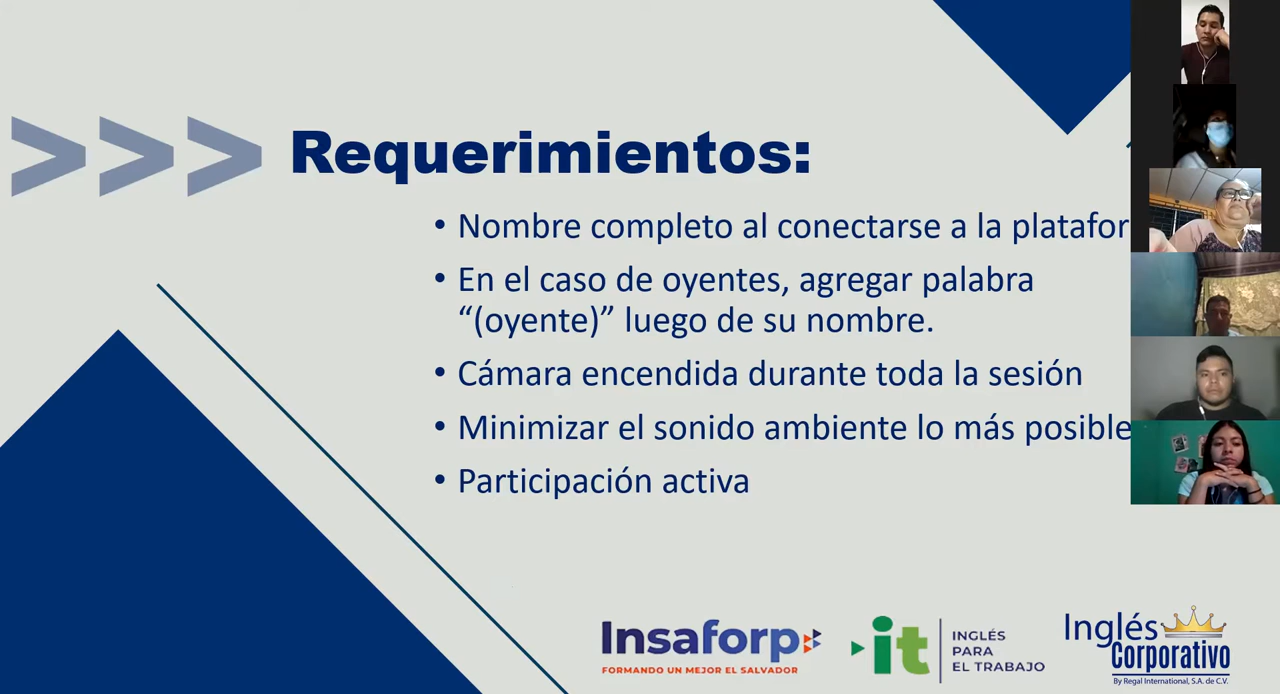 >>> Requerimientos:
• Nombre completo al conectarse a la platafor
• En el caso de oyentes, agregar palabra
“(oyente)” luego de su nombre.
• Cámara encendida durante toda la sesión
• Minimizar el sonido ambiente lo más posible
• Participación activa
Insaforp
FORMANDO UN MEJOR EL SALVADOR
it
INGLÉS
PARA
EL TRABAJO
Inglés
Corporativo
By Regal International, S.A. de C.V.